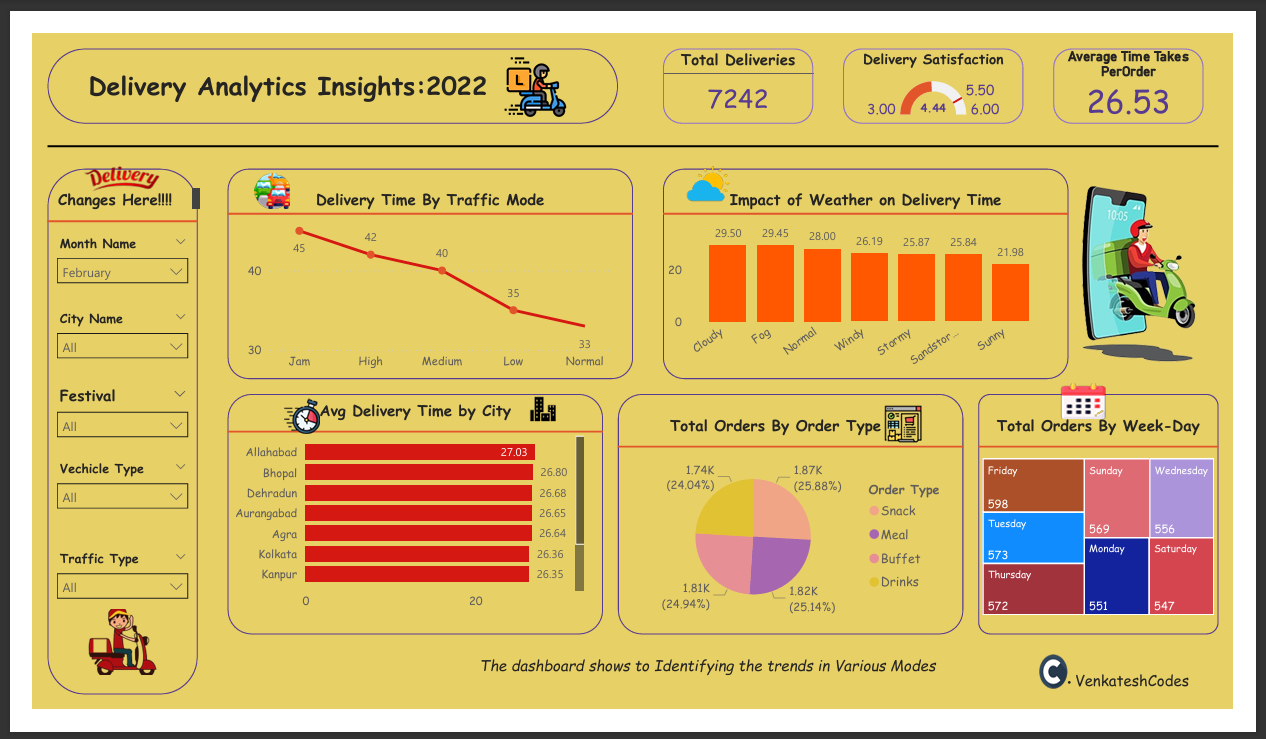 Delivery Analytics Insights:2022
L
Total Deliveries
7242
Delivery Satisfaction
3.00
4.44
5.50
6.00
Average Time Takes
PerOrder
26.53
Delivery
Changes Here!!!!
Month Name
February
City Name
All
Festival
All
Vechicle Type
All
Traffic Type
All
Delivery Time By Traffic Mode
45
42
40
35
33
40
30
Jam
High
Medium
Low
Normal
Impact of Weather on Delivery Time
29.50
29.45
28.00
26.19
25.87
25.84
21.98
20
0
Cloudy
Fog
Normal
Windy
Stormy
Sandstor...
Sunny
10:05
Avg Delivery Time by City
Allahabad
27.03
Bhopal
26.80
Dehradun
26.68
Aurangabad
26.65
Agra
26.64
Kolkata
26.36
Kanpur
26.35
0
20
Total Orders By Order Type
1.74K
(24.04%)
1.87K
(25.88%)
1.81K
(24.94%)
1.82K
(25.14%)
Order Type
Snack
Meal
Buffet
Drinks
Total Orders By Week-Day
Friday
598
Tuesday
573
Thursday
572
Sunday
569
Wednesday
556
Monday
551
Saturday
547
The dashboard shows to Identifying the trends in Various Modes
C. VenkateshCodes